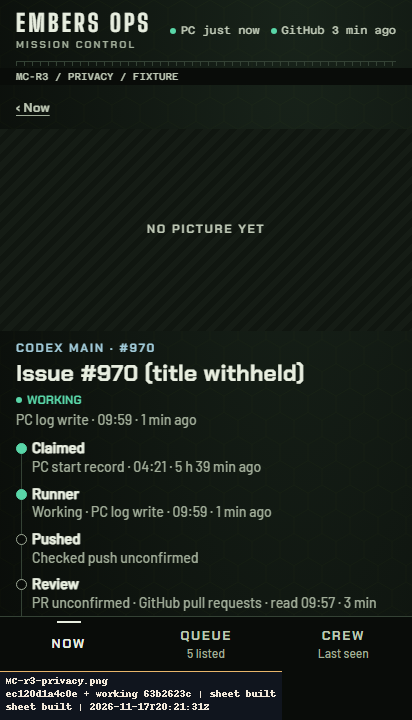 EMBERS OPS
MISSION CONTROL
PC just now
GitHub 3 min ago
MC-R3 / PRIVACY / FIXTURE
‹ Now
NO PICTURE YET
CODEX MAIN · #970
Issue #970 (title withheld)
WORKING
PC log write · 09:59 · 1 min ago
Claimed
PC start record · 04:21 · 5 h 39 min ago
Runner
Working · PC log write · 09:59 · 1 min ago
Pushed
Checked push unconfirmed
Review
PR unconfirmed · GitHub pull requests · read 09:57 · 3 min
NOW
QUEUE
5 listed
CREW
Last seen
MC-r3-privacy.png
ec120d1a4c0e + working 63b2623c | sheet built
sheet built | 2026-11-17T20:21:31Z